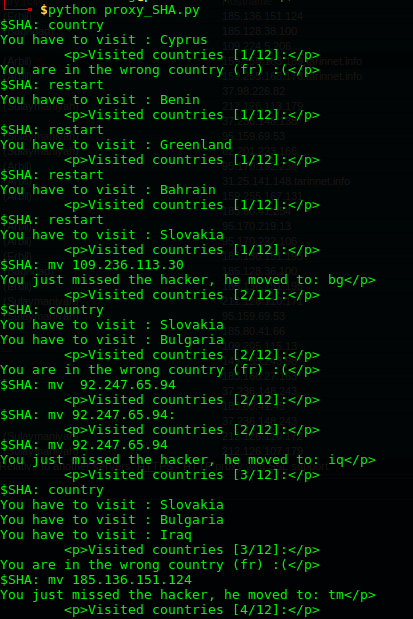 $python proxy_SHA.py
$SHA: country
You have to visit : Cyprus
<p>Visited countries [1/12]:</p>
You are in the wrong country (fr) :(</p>
$SHA: restart
You have to visit : Benin
<p>Visited countries [1/12]:</p>
$SHA: restart
You have to visit : Greenland
<p>Visited countries [1/12]:</p>
$SHA: restart
You have to visit : Bahrain
<p>Visited countries [1/12]:</p>
$SHA: restart
You have to visit : Slovakia
<p>Visited countries [1/12]:</p>
$SHA: mv 109.236.113.30
You just missed the hacker, he moved to: bg</p>
<p>Visited countries [2/12]:</p>
$SHA: country
You have to visit : Slovakia
You have to visit : Bulgaria
<p>Visited countries [2/12]:</p>
You are in the wrong country (fr) :(</p>
$SHA: mv  92.247.65.94
<p>Visited countries [2/12]:</p>
$SHA: mv 92.247.65.94:
<p>Visited countries [2/12]:</p>
$SHA: mv 92.247.65.94
You just missed the hacker, he moved to: iq</p>
<p>Visited countries [3/12]:</p>
$SHA: country
You have to visit : Slovakia
You have to visit : Bulgaria
You have to visit : Iraq
<p>Visited countries [3/12]:</p>
You are in the wrong country (fr) :(</p>
$SHA: mv 185.136.151.124
You just missed the hacker, he moved to: tm</p>
<p>Visited countries [4/12]:</p>